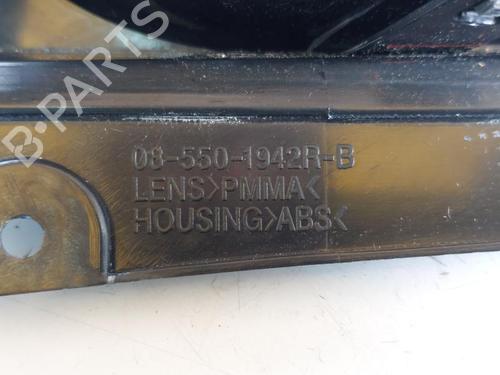 B-PARTS
08-550-1942R-B
LENS>PMMA<
HOUSING>ABS<